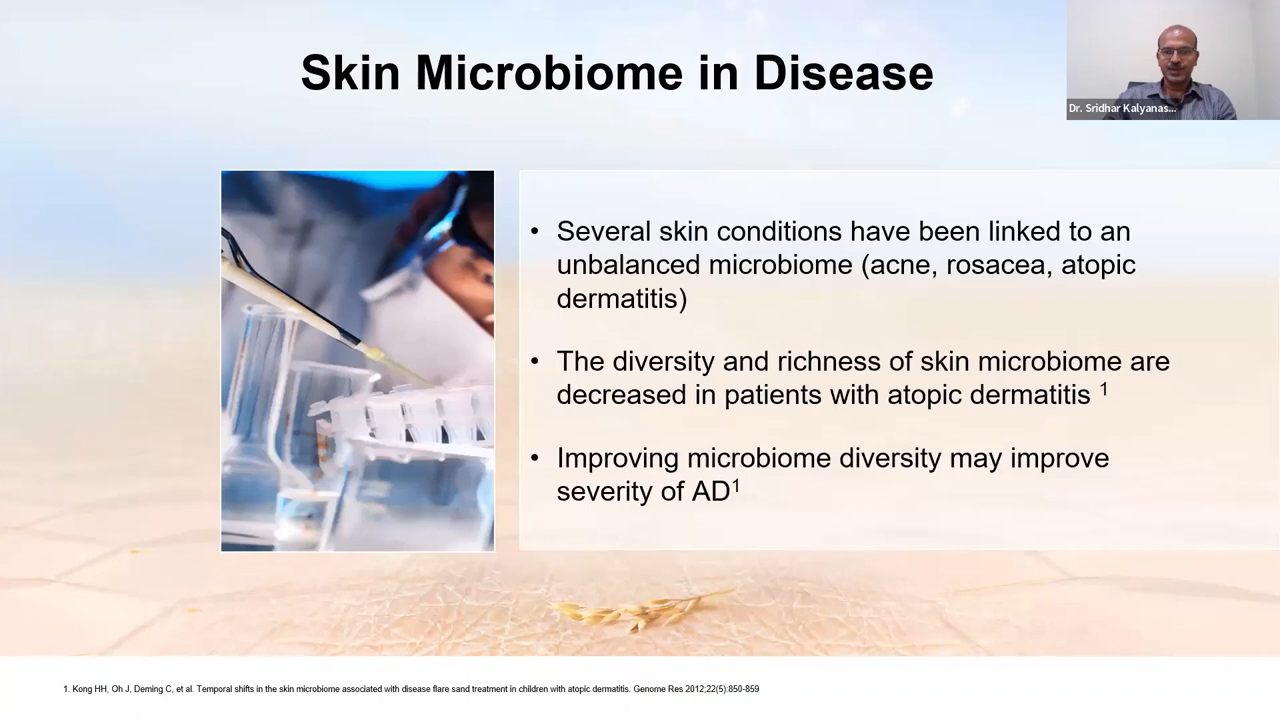 Skin Microbiome in Disease
Dr. Sridhar Kalyanas...
• Several skin conditions have been linked to an
unbalanced microbiome (acne, rosacea, atopic
dermatitis)
• The diversity and richness of skin microbiome are
decreased in patients with atopic dermatitis ¹
• Improving microbiome diversity may improve
severity of AD¹
1. Kong HH, Oh J, Deming C, et al. Temporal shifts in the skin microbiome associated with disease flare sand treatment in children with atopic dermatitis. Genome Res 2012;22(5):850-859